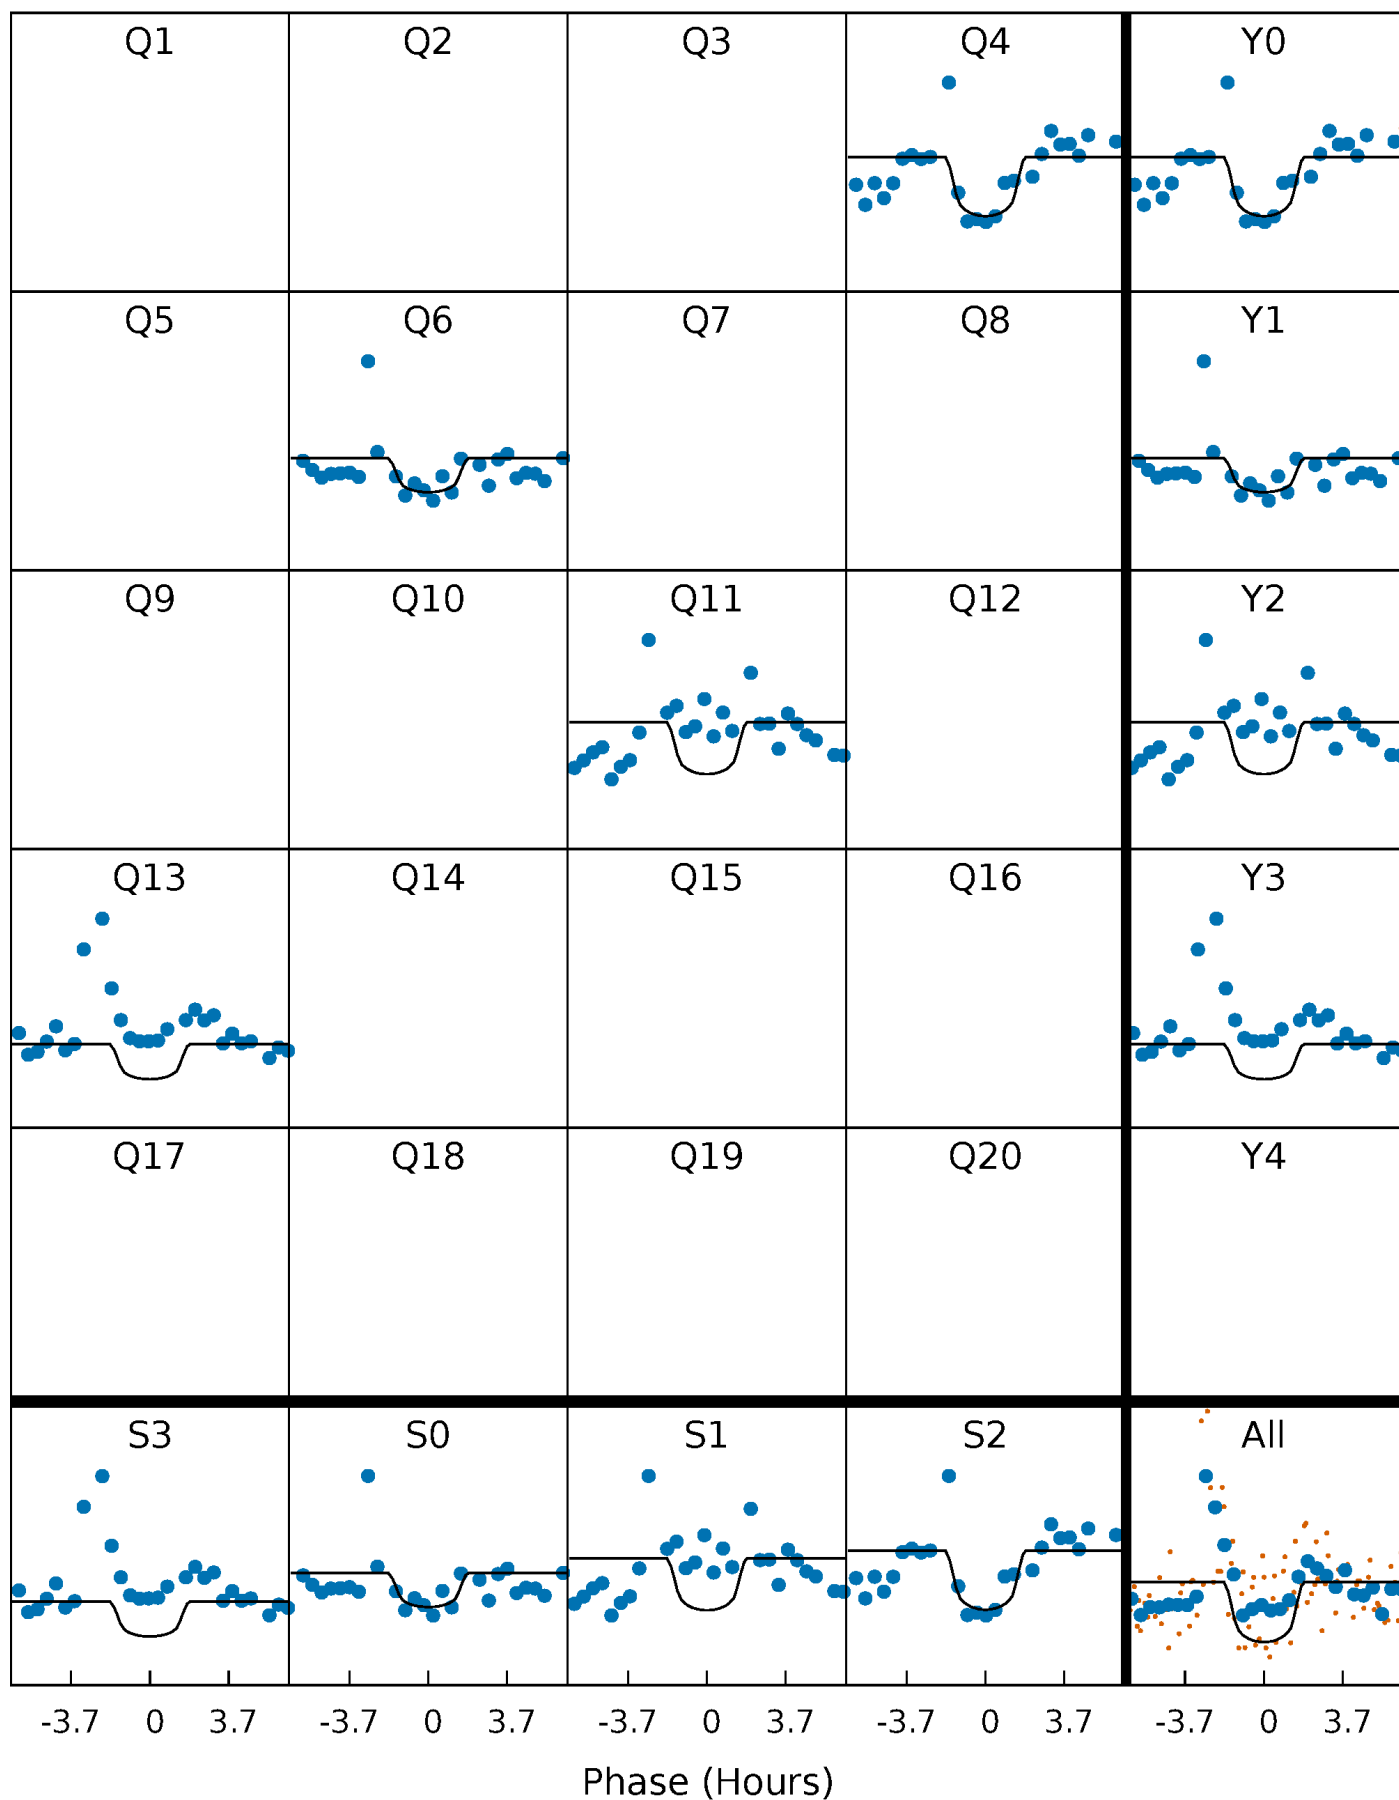 Q1 Q2 Q3 Q4 Y0
Q5 Q6 Q7 Q8 Y1
Q9 Q10 Q11 Q12 Y2
Q13 Q14 Q15 Q16 Y3
Q17 Q18 Q19 Q20 Y4
S3 S0 S1 S2 All
-3.7 0 3.7 -3.7 0 3.7 -3.7 0 3.7 -3.7 0 3.7 -3.7 0 3.7
Phase (Hours)